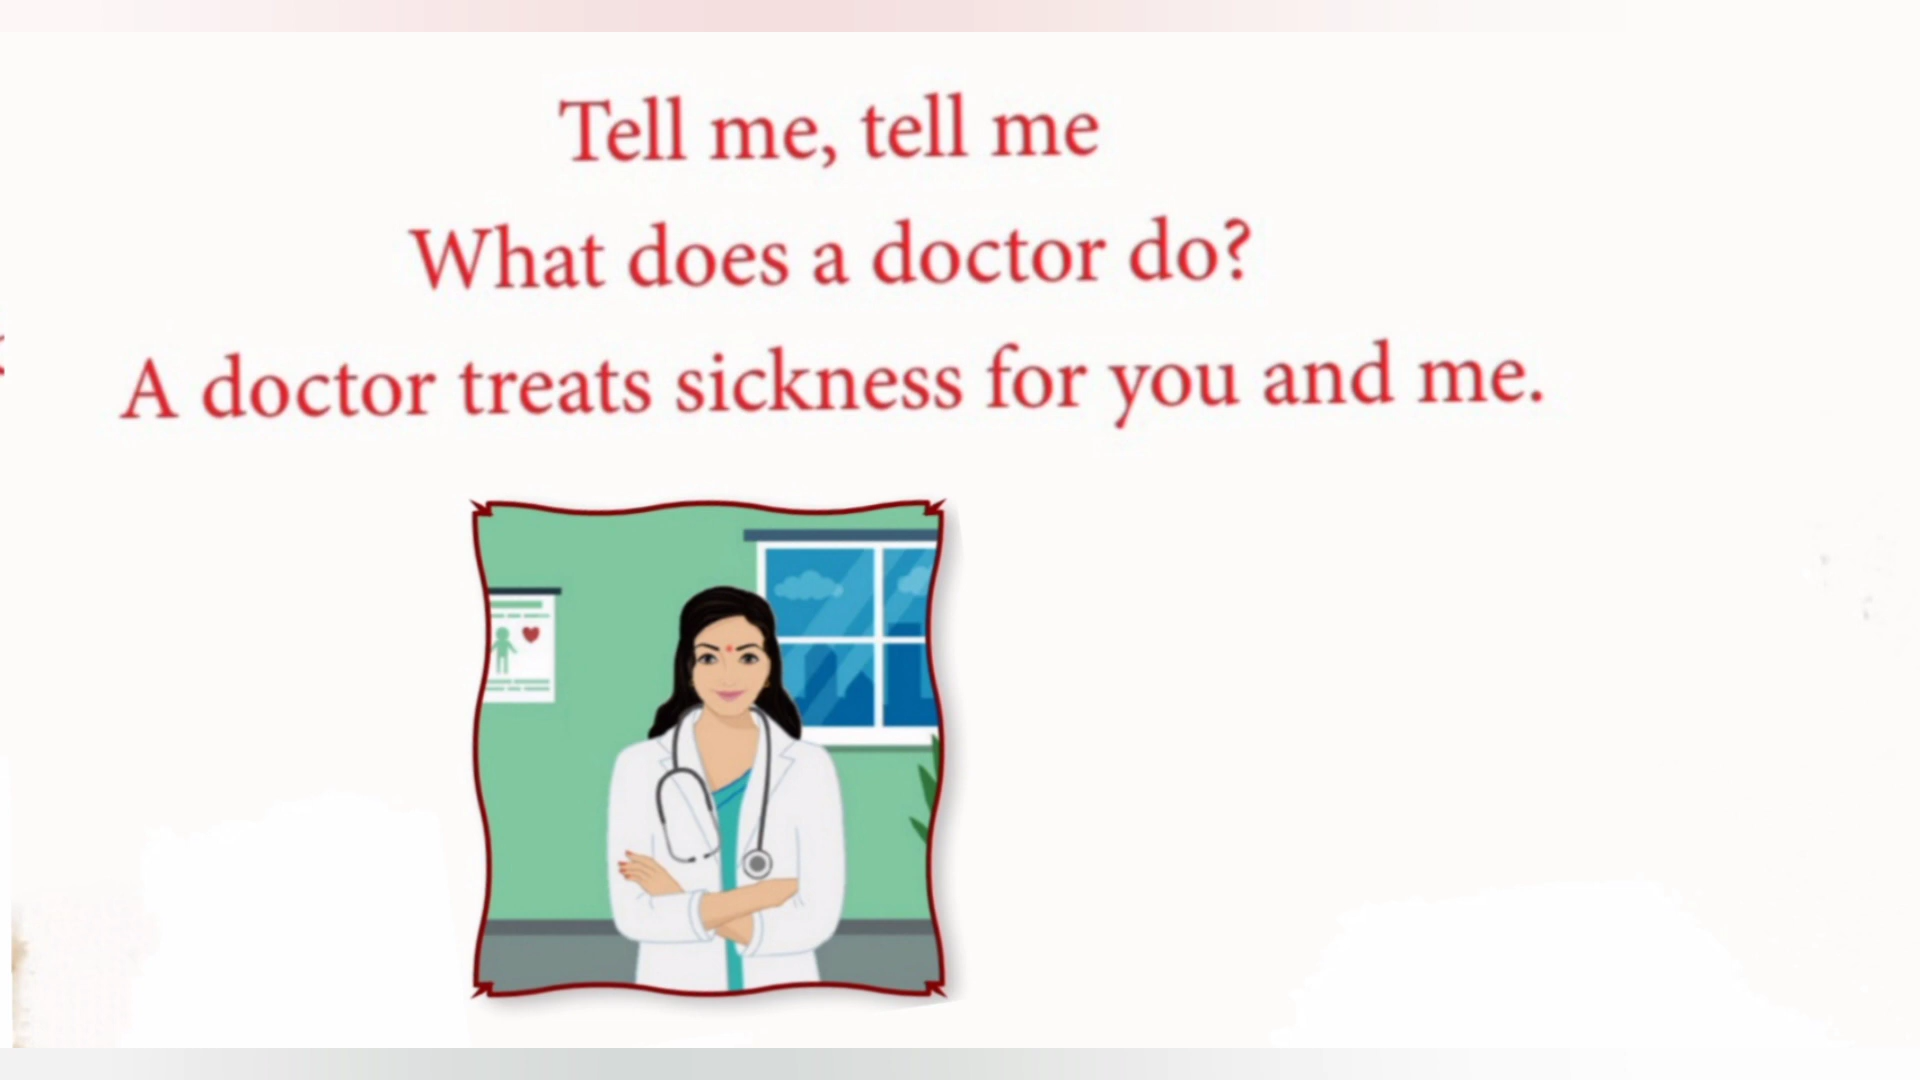 Tell me, tell me
What does a doctor do?
A doctor treats sickness for you and me.